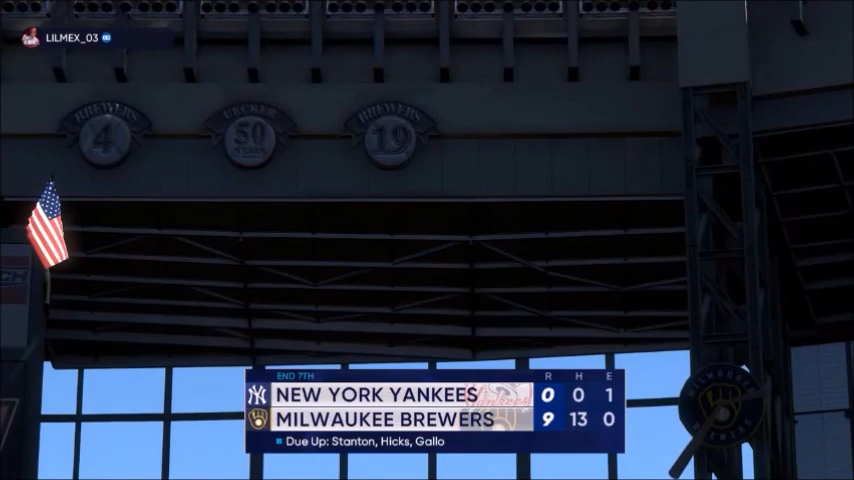 LILMEX_03
BREWERS
4
UECKER
50
YEARS
BREWERS
19
END 7TH
R H E
NEW YORK YANKEES 0 0 1
MILWAUKEE BREWERS 9 13 0
Due Up: Stanton, Hicks, Gallo
MILWAUKEE
BREWERS